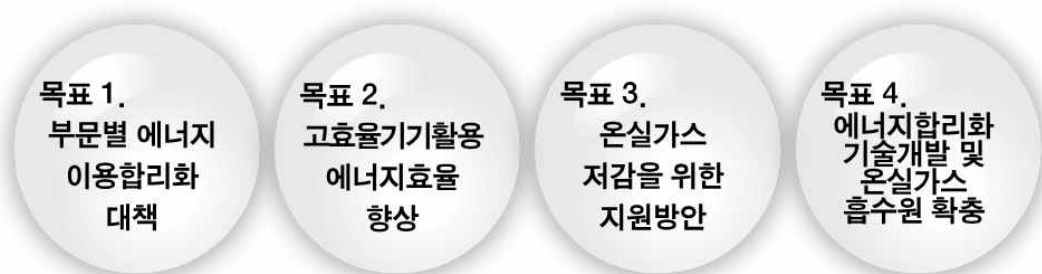 목표 1.
부문별 에너지
이용합리화
대책
목표 2.
고효율기기활용
에너지효율
향상
목표 3.
온실가스
저감을 위한
지원방안
목표 4.
에너지합리화
기술개발 및
온실가스
흡수원 확충